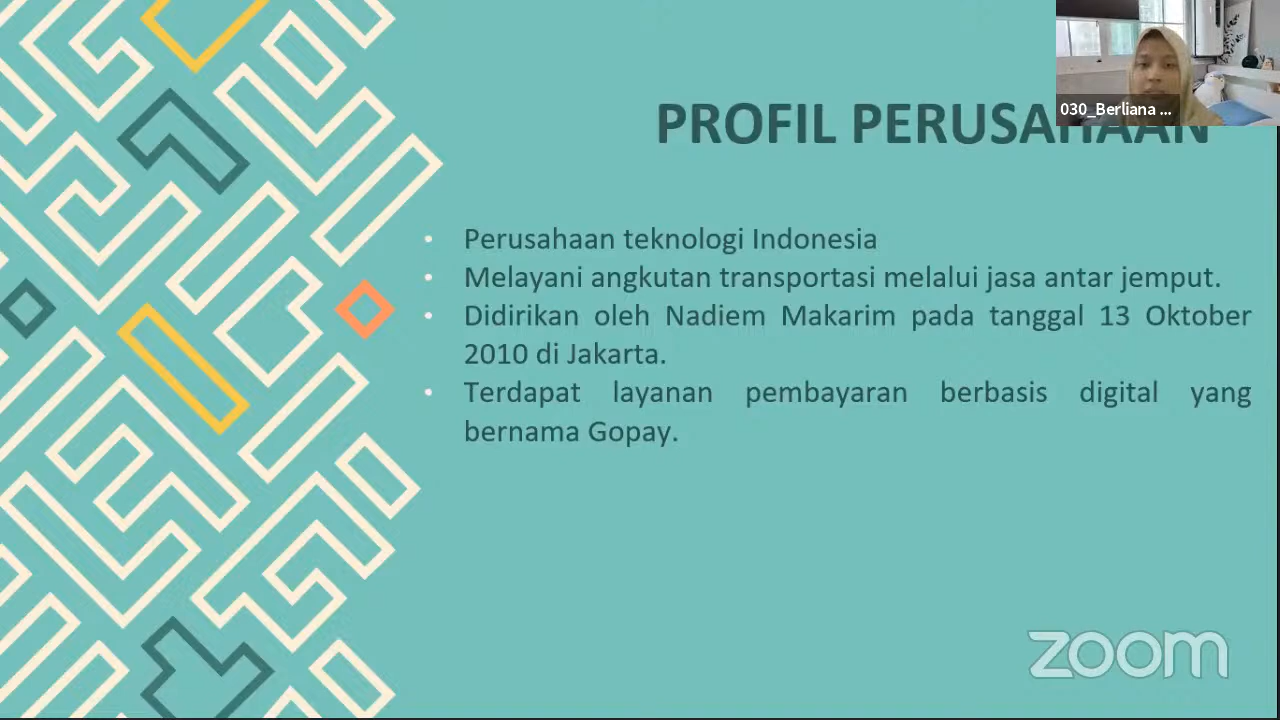 PROFIL PERUSAHAAN
030_Berliana ...
• Perusahaan teknologi Indonesia
• Melayani angkutan transportasi melalui jasa antar jemput.
• Didirikan oleh Nadiem Makarim pada tanggal 13 Oktober
2010 di Jakarta.
• Terdapat layanan pembayaran berbasis digital yang
bernama Gopay.
zoom